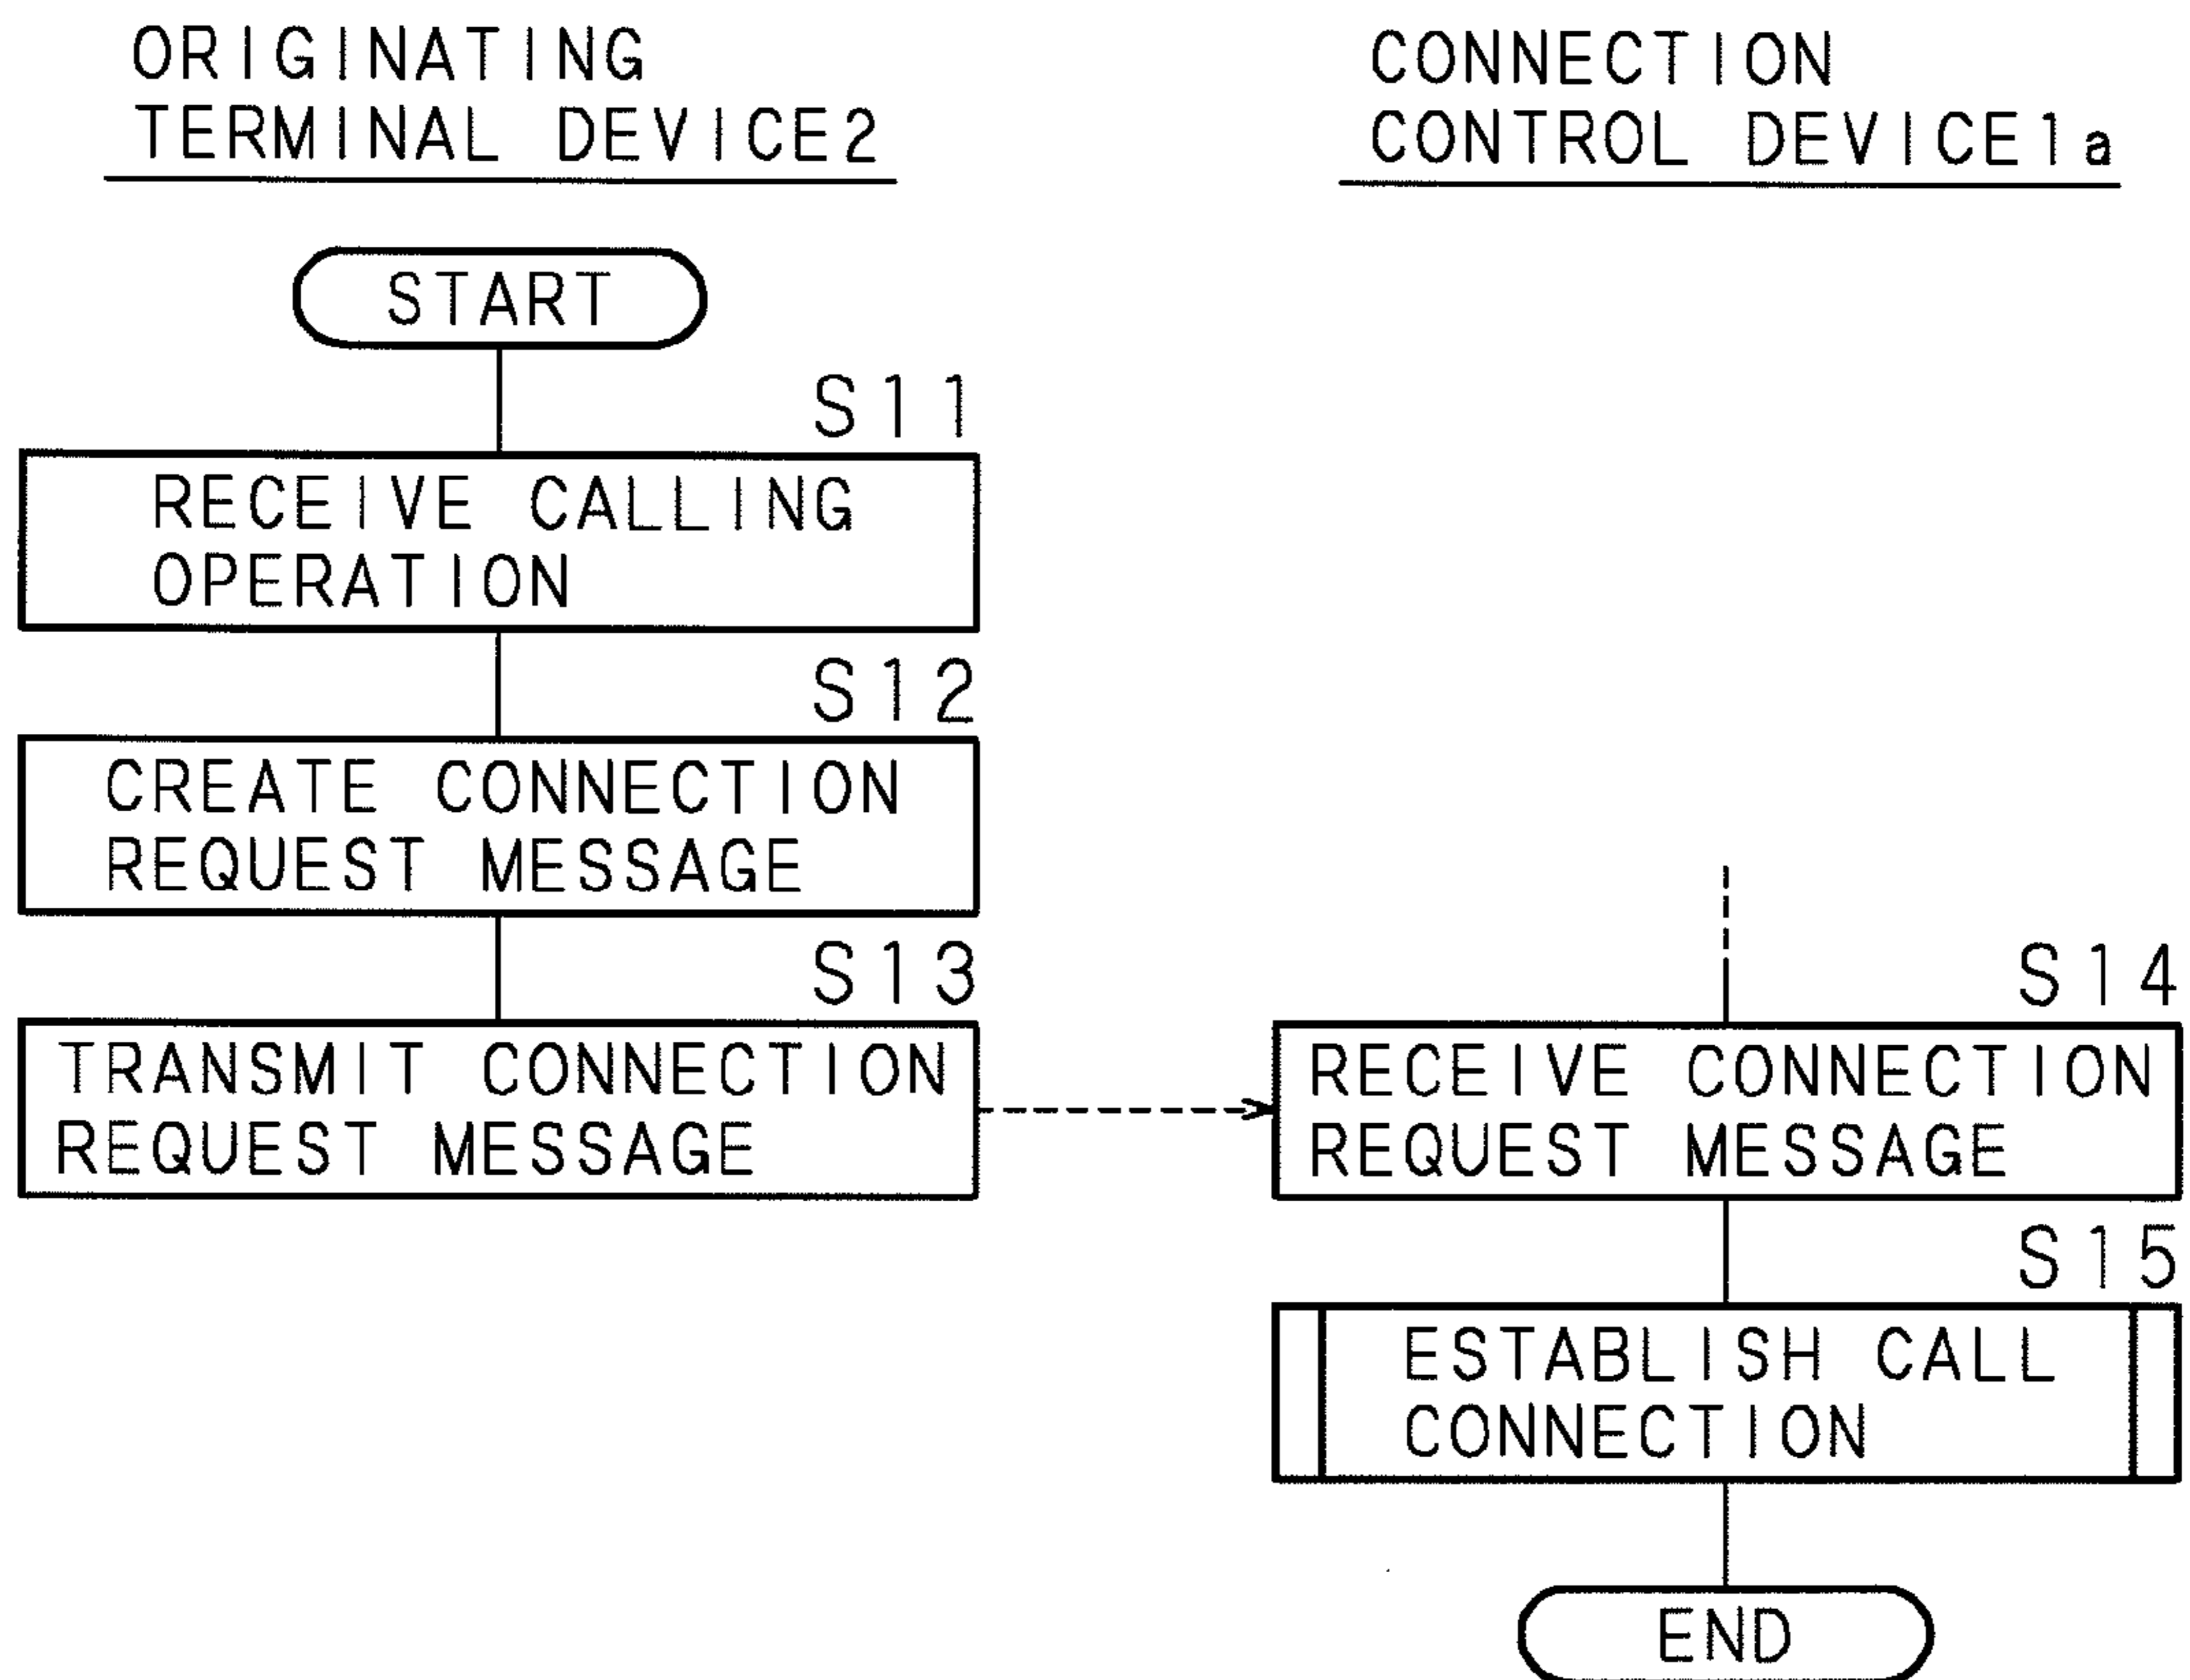 ORIGINATING
TERMINAL DEVICE2
CONNECTION
CONTROL DEVICE1a
START
S11
RECEIVE CALLING
OPERATION
S12
CREATE CONNECTION
REQUEST MESSAGE
S13
TRANSMIT CONNECTION
REQUEST MESSAGE
S14
RECEIVE CONNECTION
REQUEST MESSAGE
S15
ESTABLISH CALL
CONNECTION
END